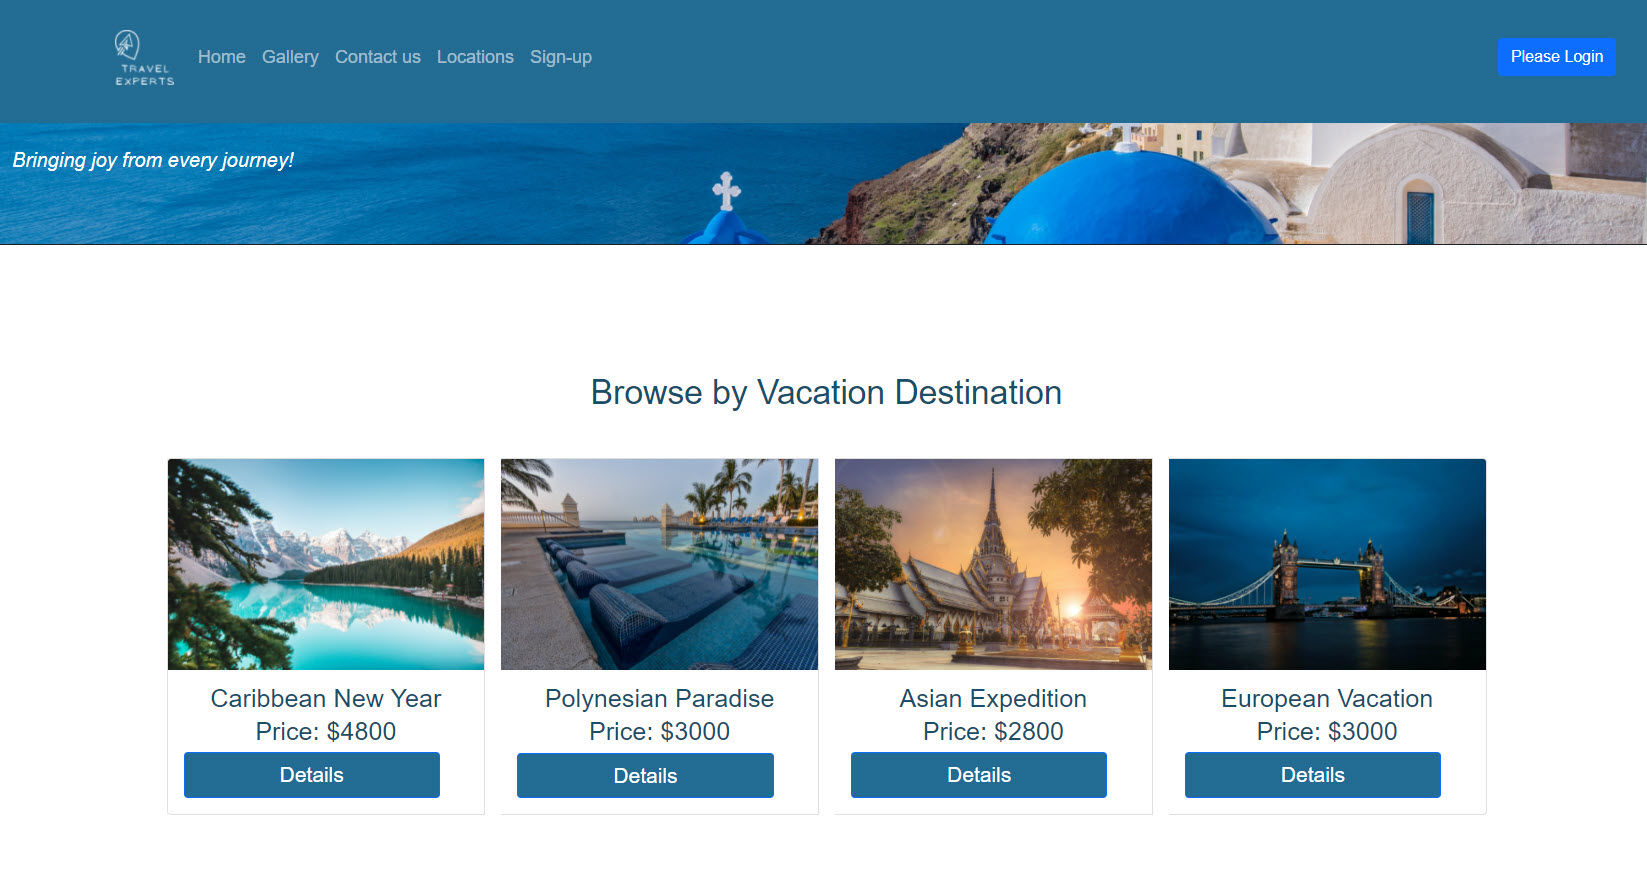 TRAVEL
EXPERTS
Home Gallery Contact us Locations Sign-up
Please Login
Bringing joy from every journey!
Browse by Vacation Destination
Caribbean New Year
Price: $4800
Details
Polynesian Paradise
Price: $3000
Details
Asian Expedition
Price: $2800
Details
European Vacation
Price: $3000
Details